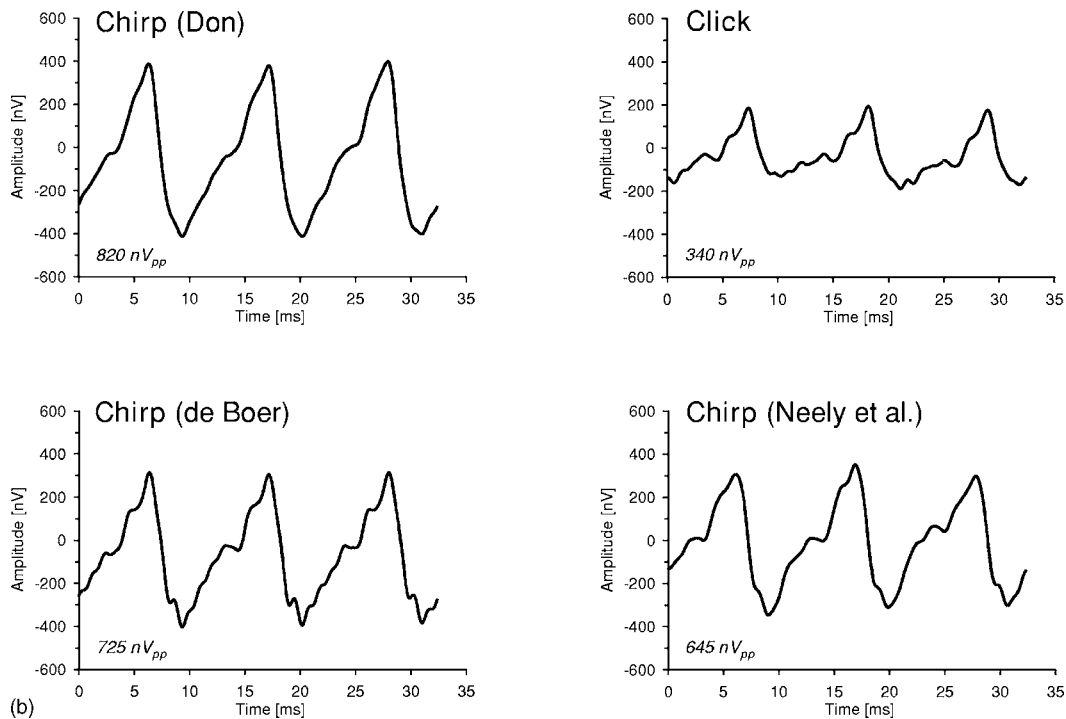 Chirp (Don)
600
400
200
0
-200
-400
-600
Amplitude [nV]
820 nVpp
0 5 10 15 20 25 30 35
Time [ms]
Click
600
400
200
0
-200
-400
-600
Amplitude [nV]
340 nVpp
0 5 10 15 20 25 30 35
Time [ms]
Chirp (de Boer)
600
400
200
0
-200
-400
-600
Amplitude [nV]
725 nVpp
0 5 10 15 20 25 30 35
Time [ms]
Chirp (Neely et al.)
600
400
200
0
-200
-400
-600
Amplitude [nV]
645 nVpp
0 5 10 15 20 25 30 35
Time [ms]
(b)